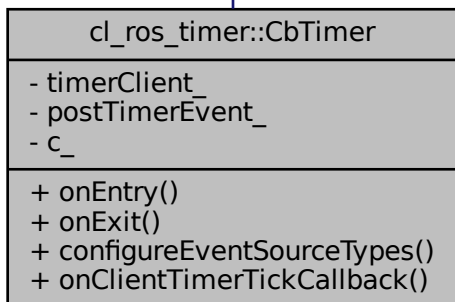 cl_ros_timer::CbTimer
- timerClient_
- postTimerEvent_
- c_
+ onEntry()
+ onExit()
+ configureEventSourceTypes()
+ onClientTimerTickCallback()